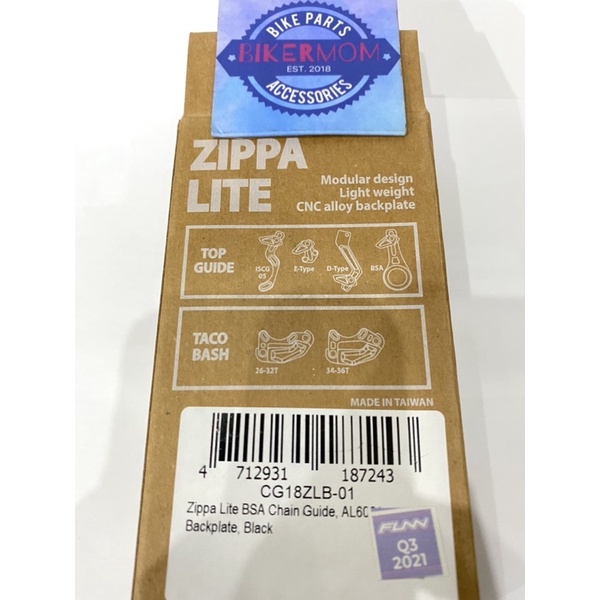 BIKE PARTS
BIKERMOM
EST. 2018
ACCESSORIES
ZIPPA
LITE
Modular design
Light weight
CNC alloy backplate
TOP
GUIDE
ISCG
05
E-Type
D-Type
BSA
TACO
BASH
26-32T
34-36T
MADE IN TAIWAN
4 712931 187243
CG18ZLB-01
Zippa Lite BSA Chain Guide,
Backplate, Black
FUNN
Q3
2021